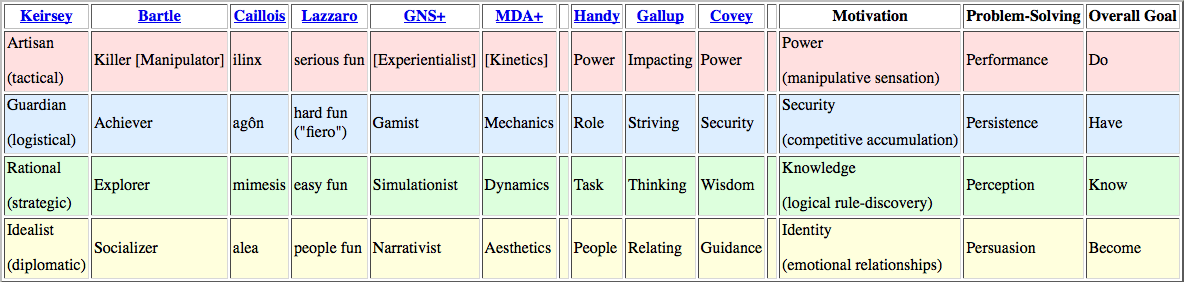 Keirsey Bartle Caillois Lazzaro GNS+ MDA+ Handy Gallup Covey Motivation Problem-Solving Overall Goal
Artisan
(tactical)
Killer [Manipulator] ilinx serious fun [Experientialist] [Kinetics] Power Impacting Power
Power
(manipulative sensation)
Performance Do
Guardian
(logistical)
Achiever agôn
hard fun
("fiero")
Gamist Mechanics Role Striving Security
Security
(competitive accumulation)
Persistence Have
Rational
(strategic)
Explorer mimesis easy fun Simulationist Dynamics Task Thinking Wisdom
Knowledge
(logical rule-discovery)
Perception Know
Idealist
(diplomatic)
Socializer alea people fun Narrativist Aesthetics People Relating Guidance
Identity
(emotional relationships)
Persuasion Become